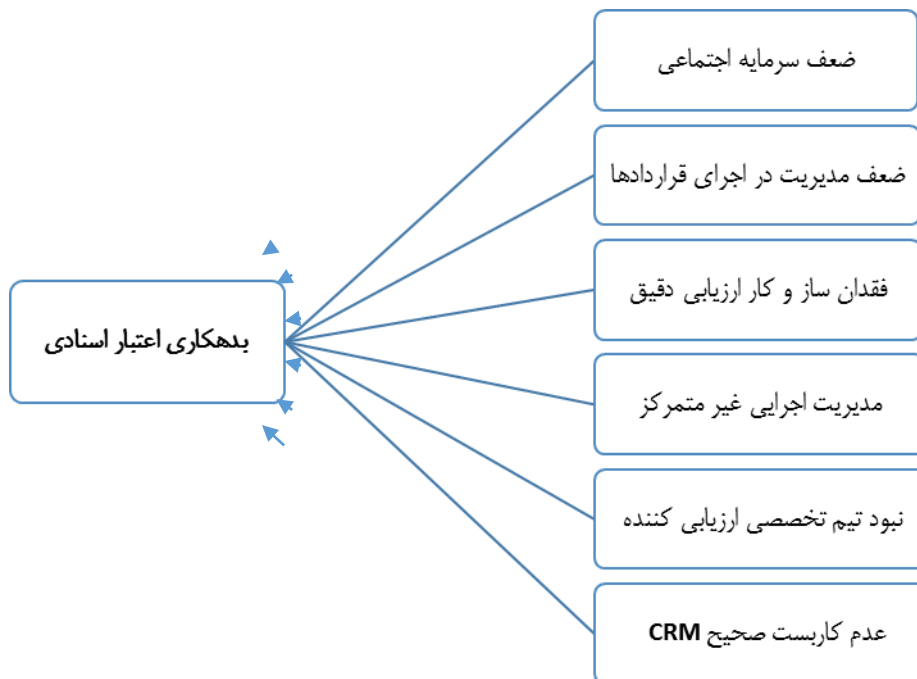 ضعف سرمایه اجتماعی
ضعف مدیریت در اجرای قراردادها
فقدان ساز و کار ارزیابی دقیق
بدهکاری اعتبار اسنادی
مدیریت اجرایی غیر متمرکز
نبود تیم تخصصی ارزیابی کننده
عدم کاربست صحیح CRM